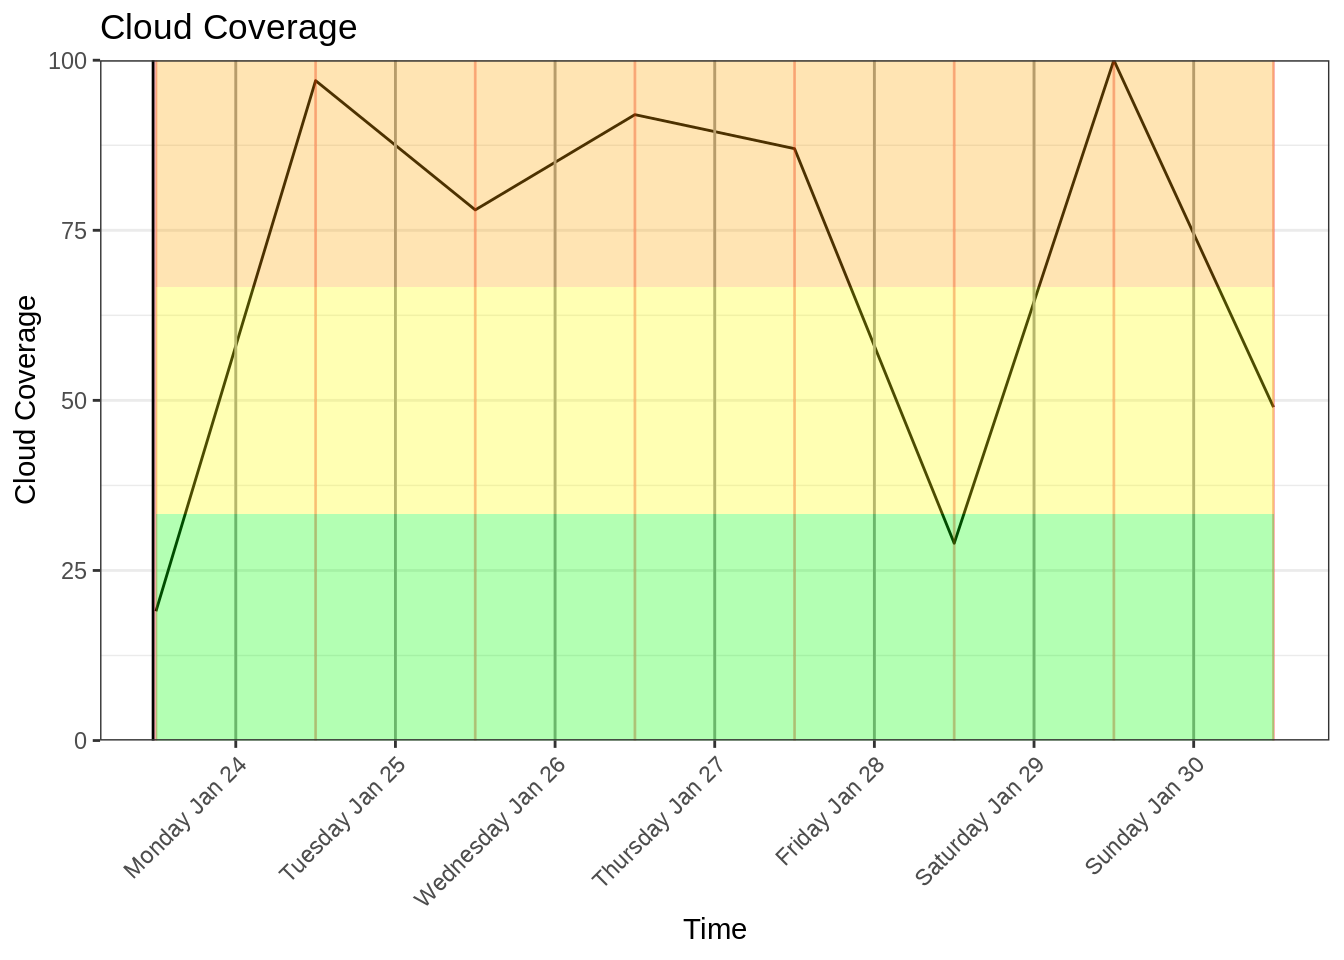 Cloud Coverage
Cloud Coverage
100
75
50
25
0
Monday Jan 24
Tuesday Jan 25
Wednesday Jan 26
Thursday Jan 27
Friday Jan 28
Saturday Jan 29
Sunday Jan 30
Time